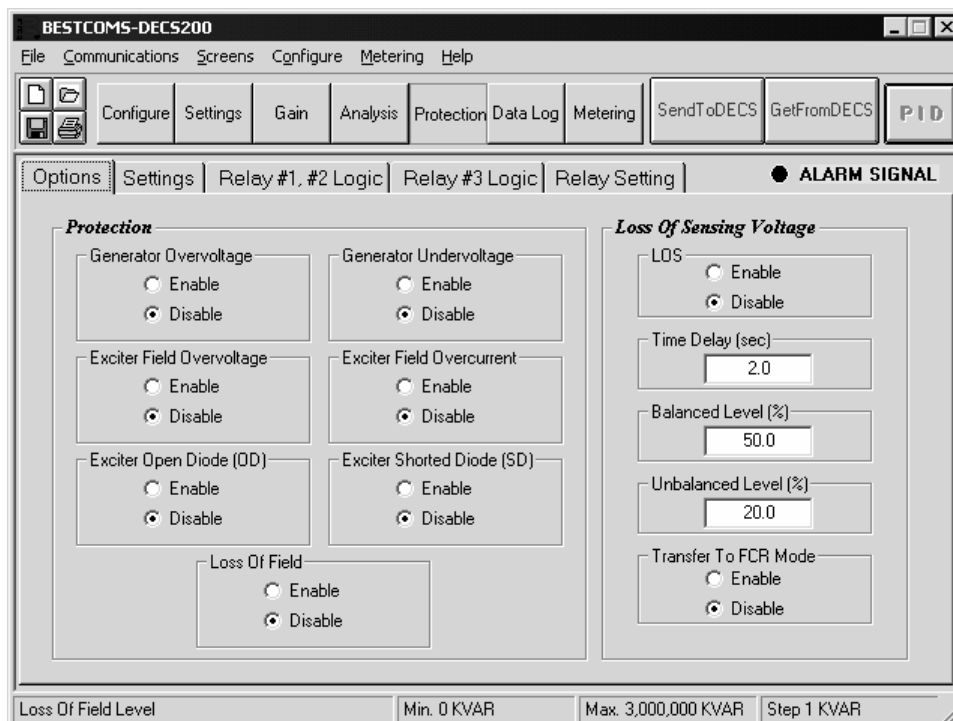 BESTCOMS-DECS200
File Communications Screens Configure Metering Help
Configure Settings Gain Analysis Protection Data Log Metering SendToDECS GetFromDECS PID
Options Settings Relay #1, #2 Logic Relay #3 Logic Relay Setting ALARM SIGNAL
Protection
Generator Overvoltage
Enable
Disable
Generator Undervoltage
Enable
Disable
Exciter Field Overvoltage
Enable
Disable
Exciter Field Overcurrent
Enable
Disable
Exciter Open Diode (OD)
Enable
Disable
Exciter Shorted Diode (SD)
Enable
Disable
Loss Of Field
Enable
Disable
Loss Of Sensing Voltage
LOS
Enable
Disable
Time Delay (sec)
2.0
Balanced Level (%)
50.0
Unbalanced Level (%)
20.0
Transfer To FCR Mode
Enable
Disable
Loss Of Field Level Min. 0 KVAR Max. 3,000,000 KVAR Step 1 KVAR